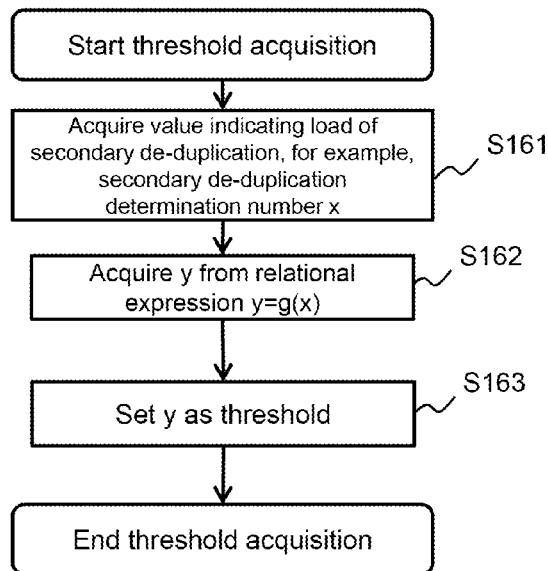 Start threshold acquisition
Acquire value indicating load of
secondary de-duplication, for example,
secondary de-duplication
determination number x
S161
Acquire y from relational
expression y=g(x)
S162
Set y as threshold
S163
End threshold acquisition